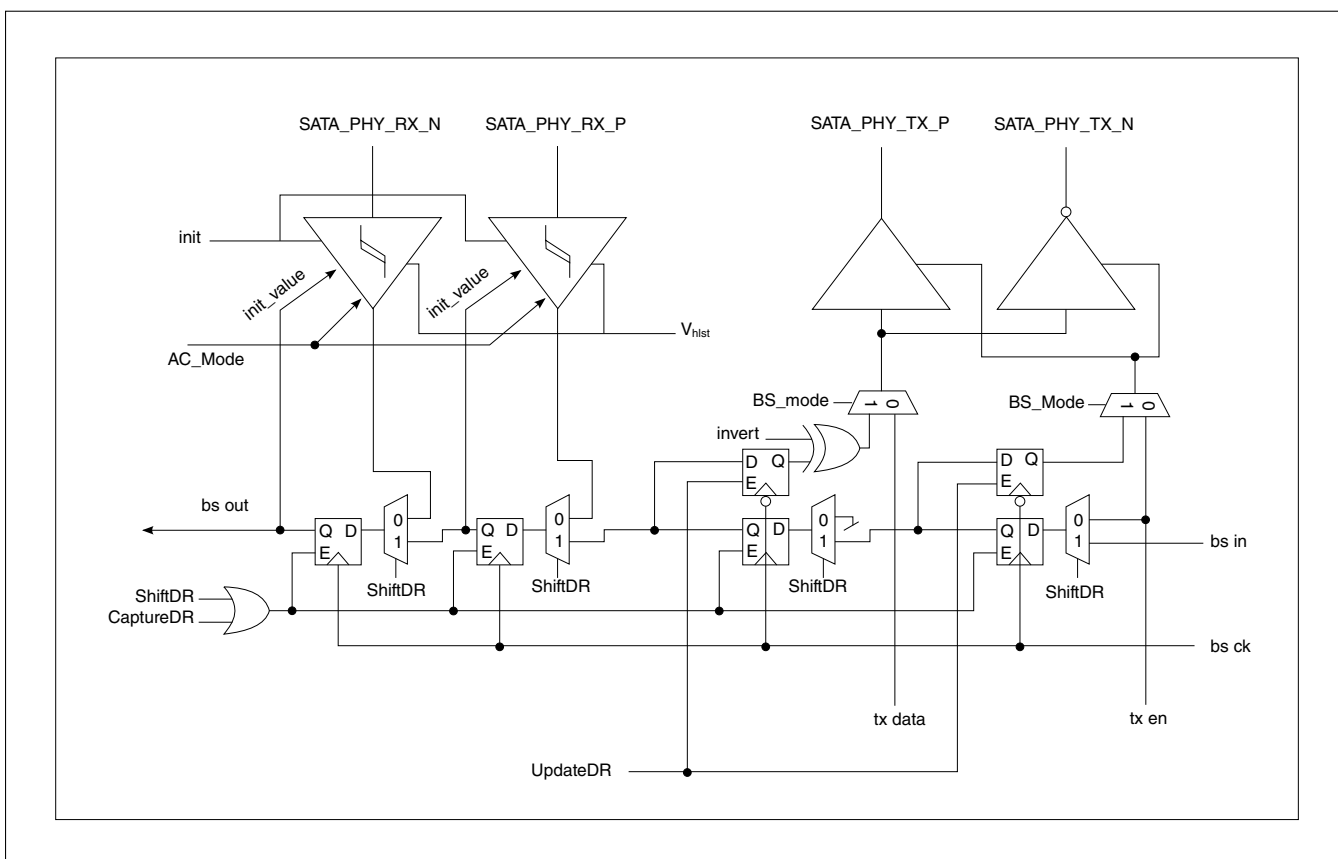 SATA_PHY_RX_N
SATA_PHY_RX_P
SATA_PHY_TX_P
SATA_PHY_TX_N
init
init_value
init_value
V hlst
AC_Mode
BS_mode
1 0
BS_Mode
1 0
invert
D Q
E
D Q
E
bs out
Q D
E
0
1
Q D
E
0
1
Q D
E
0
1
Q D
E
0
1
bs in
ShiftDR
ShiftDR
ShiftDR
ShiftDR
ShiftDR
CaptureDR
bs ck
tx data
tx en
UpdateDR